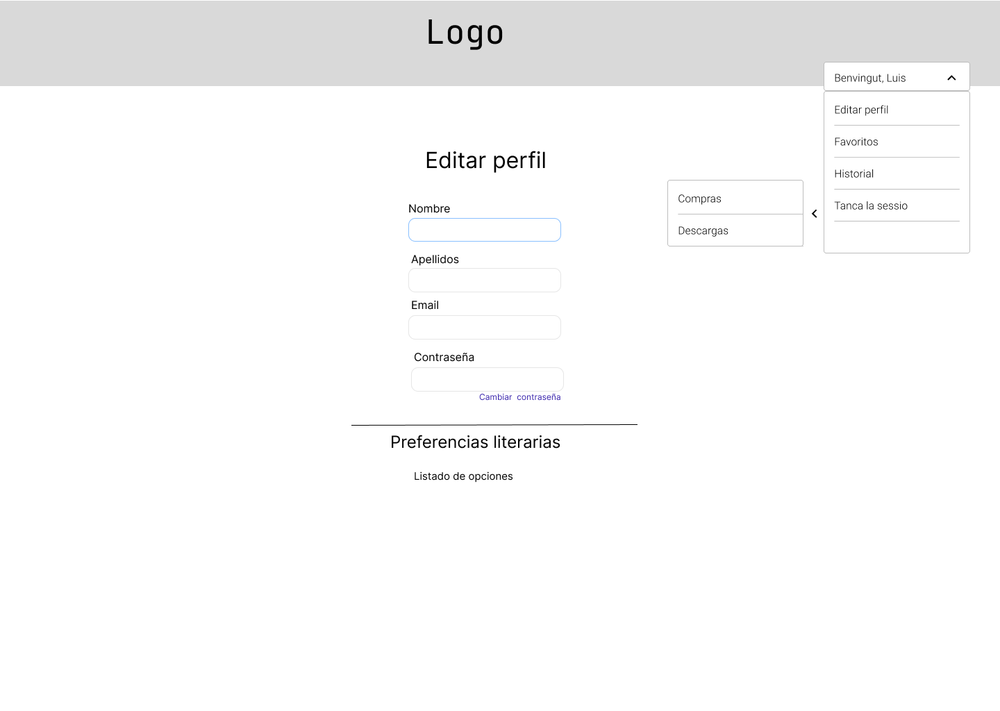 Logo
Benvingut, Luis
Editar perfil
Favoritos
Historial
Tanca la sessio
Compras
Descargas
Editar perfil
Nombre
Apellidos
Email
Contraseña
Cambiar contraseña
Preferencias literarias
Listado de opciones